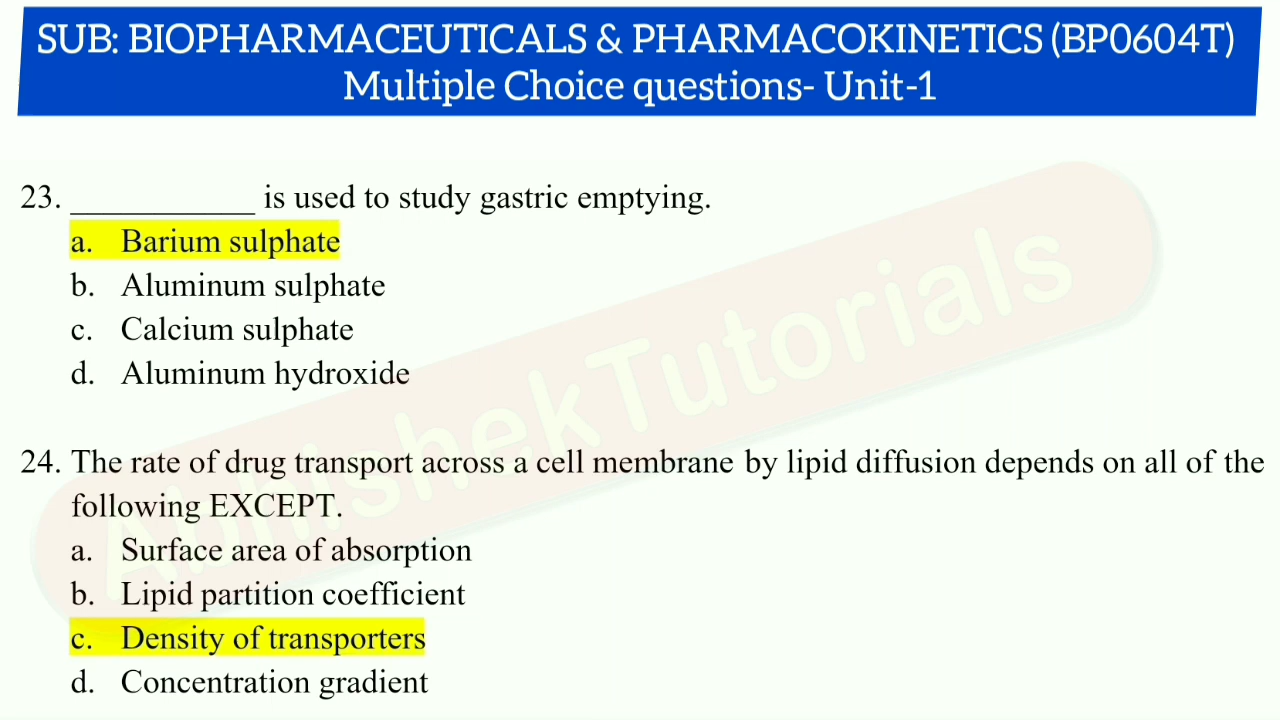 SUB: BIOPHARMACEUTICALS & PHARMACOKINETICS (BP0604T)
Multiple Choice questions- Unit-1
23. ___________ is used to study gastric emptying.
a. Barium sulphate
b. Aluminum sulphate
c. Calcium sulphate
d. Aluminum hydroxide
24. The rate of drug transport across a cell membrane by lipid diffusion depends on all of the
following EXCEPT.
a. Surface area of absorption
b. Lipid partition coefficient
c. Density of transporters
d. Concentration gradient
AbhishekTutorials